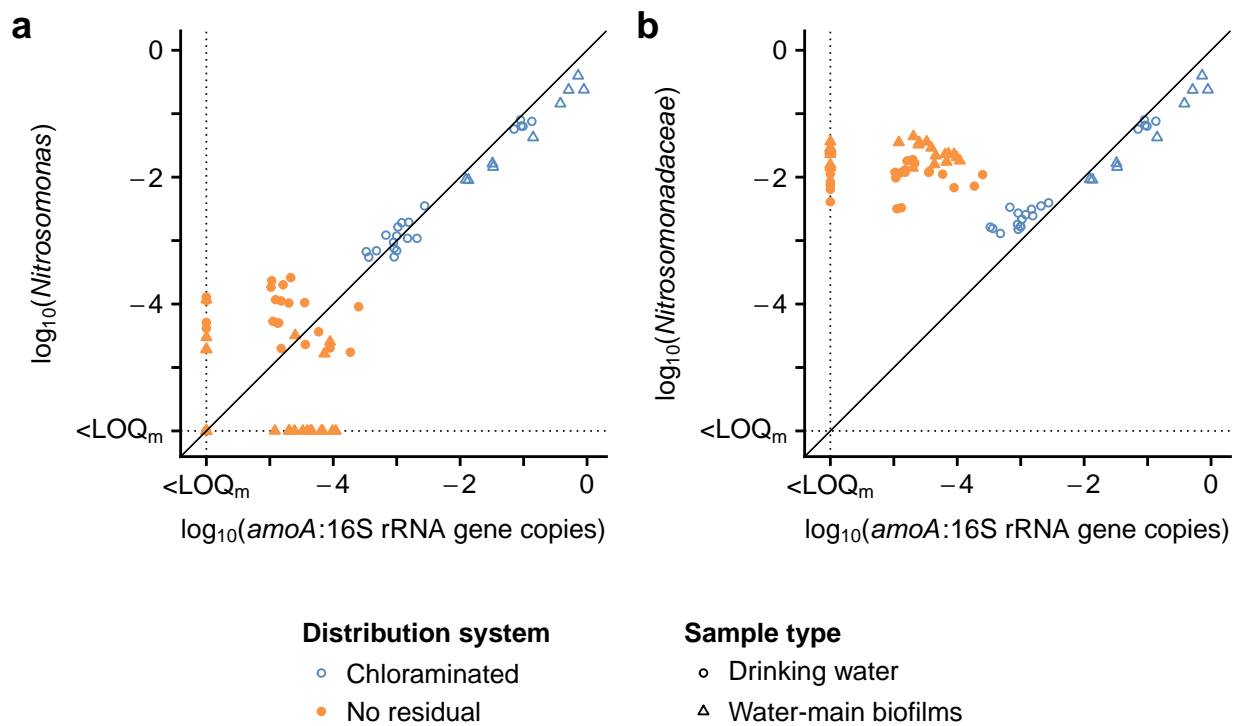 a
b
log10(Nitrosomonas)
0
−2
−4
<LOQm
<LOQm
−4
−2
0
log10(amoA:16S rRNA gene copies)
log10(Nitrosomonadaceae)
0
−2
−4
<LOQm
<LOQm
−4
−2
0
log10(amoA:16S rRNA gene copies)
Distribution system
Chloraminated
No residual
Sample type
Drinking water
Water-main biofilms